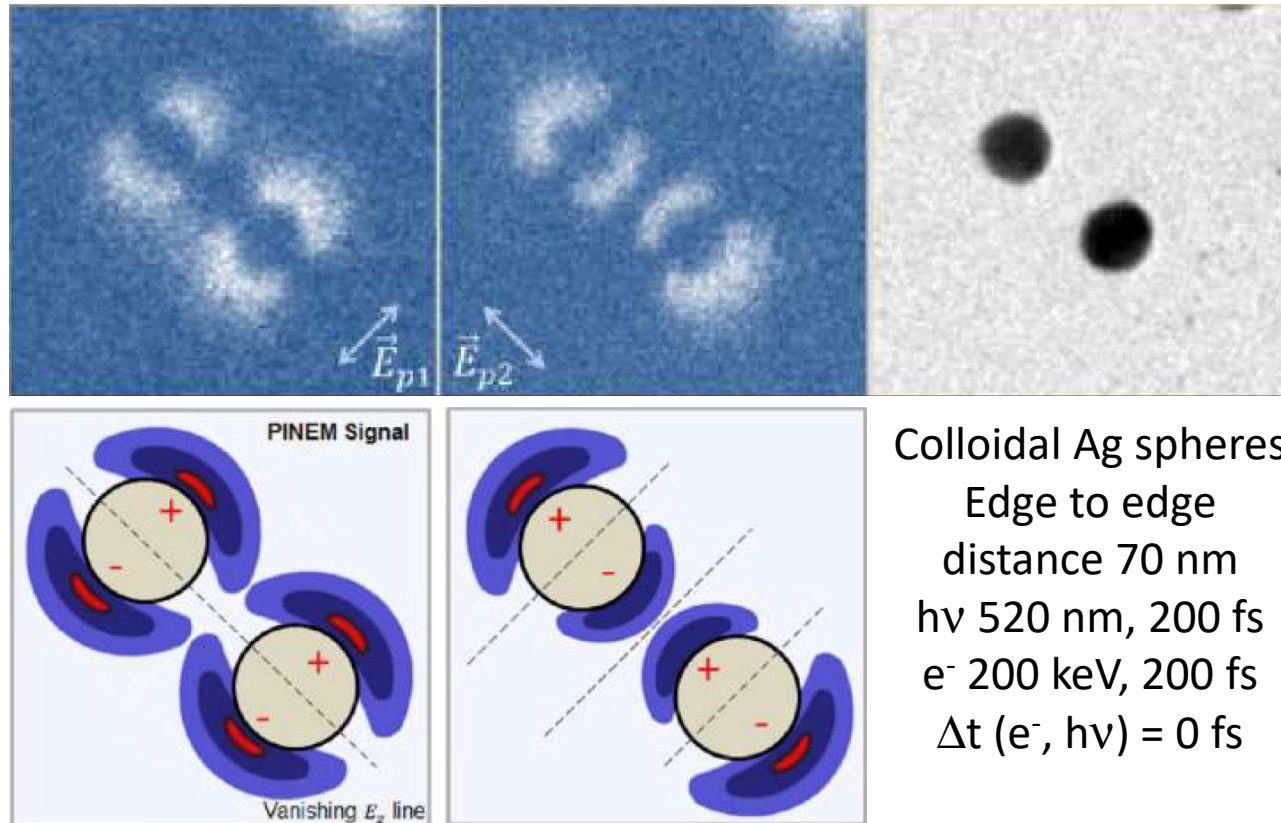 E⃗p1
E⃗p2
PINEM Signal
+
-
+
-
Vanishing Ez line
+
-
+
-
Colloidal Ag spheres
Edge to edge
distance 70 nm
hν 520 nm, 200 fs
e- 200 keV, 200 fs
Δt (e-, hν) = 0 fs